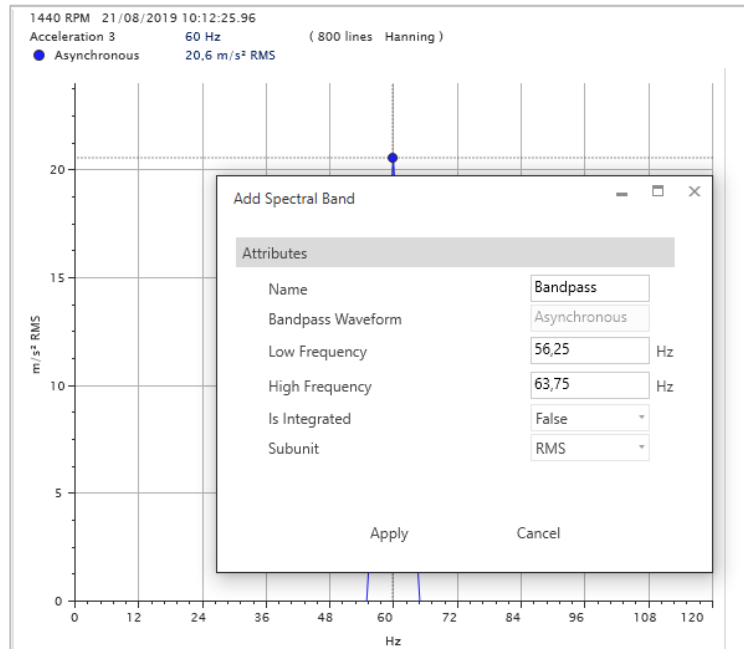 1440 RPM 21/08/2019 10:12:25.96
Acceleration 3 60 Hz ( 800 lines Hanning )
Asynchronous 20,6 m/s² RMS
20
15
10
5
0
m/s² RMS
Add Spectral Band
Attributes
Name Bandpass
Bandpass Waveform Asynchronous
Low Frequency 56,25 Hz
High Frequency 63,75 Hz
Is Integrated False
Subunit RMS
Apply Cancel
0 12 24 36 48 60 72 84 96 108 120
Hz